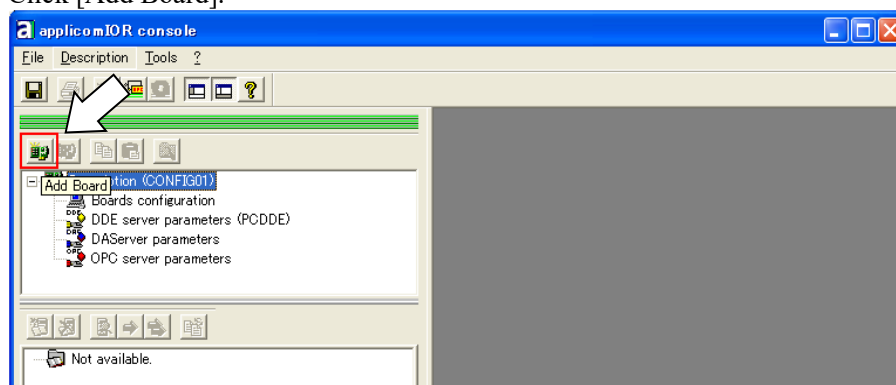 Click [Add Board].
applicomIOR console
File Description Tools ?
Add Board
(CONFIG01)
Boards configuration
DDE server parameters (PCDDE)
DAServer parameters
OPC server parameters
Not available.